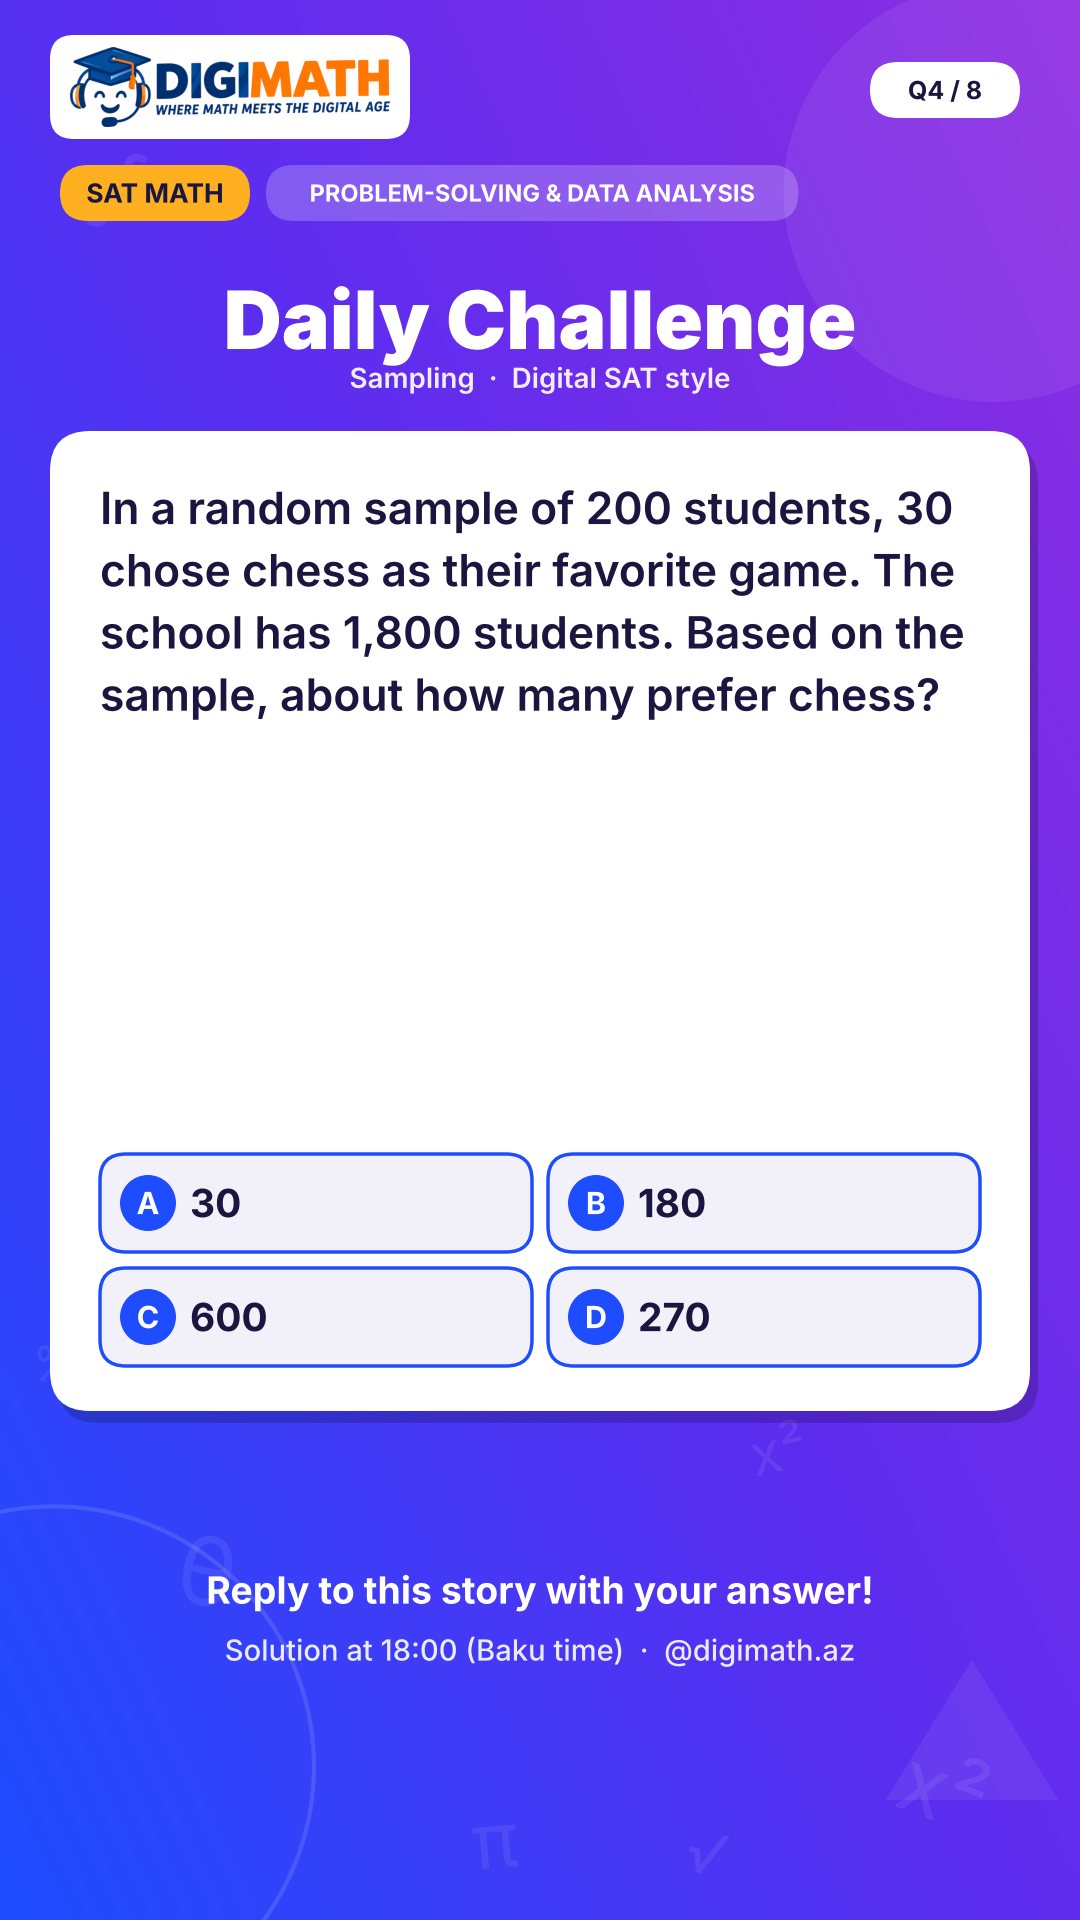 DIGIMATH
WHERE MATH MEETS THE DIGITAL AGE
Q4 / 8
SAT MATH
PROBLEM-SOLVING & DATA ANALYSIS
Daily Challenge
Sampling · Digital SAT style
In a random sample of 200 students, 30
chose chess as their favorite game. The
school has 1,800 students. Based on the
sample, about how many prefer chess?
A 30
B 180
C 600
D 270
x²
θ
Reply to this story with your answer!
Solution at 18:00 (Baku time) · @digimath.az
x²
π
✓